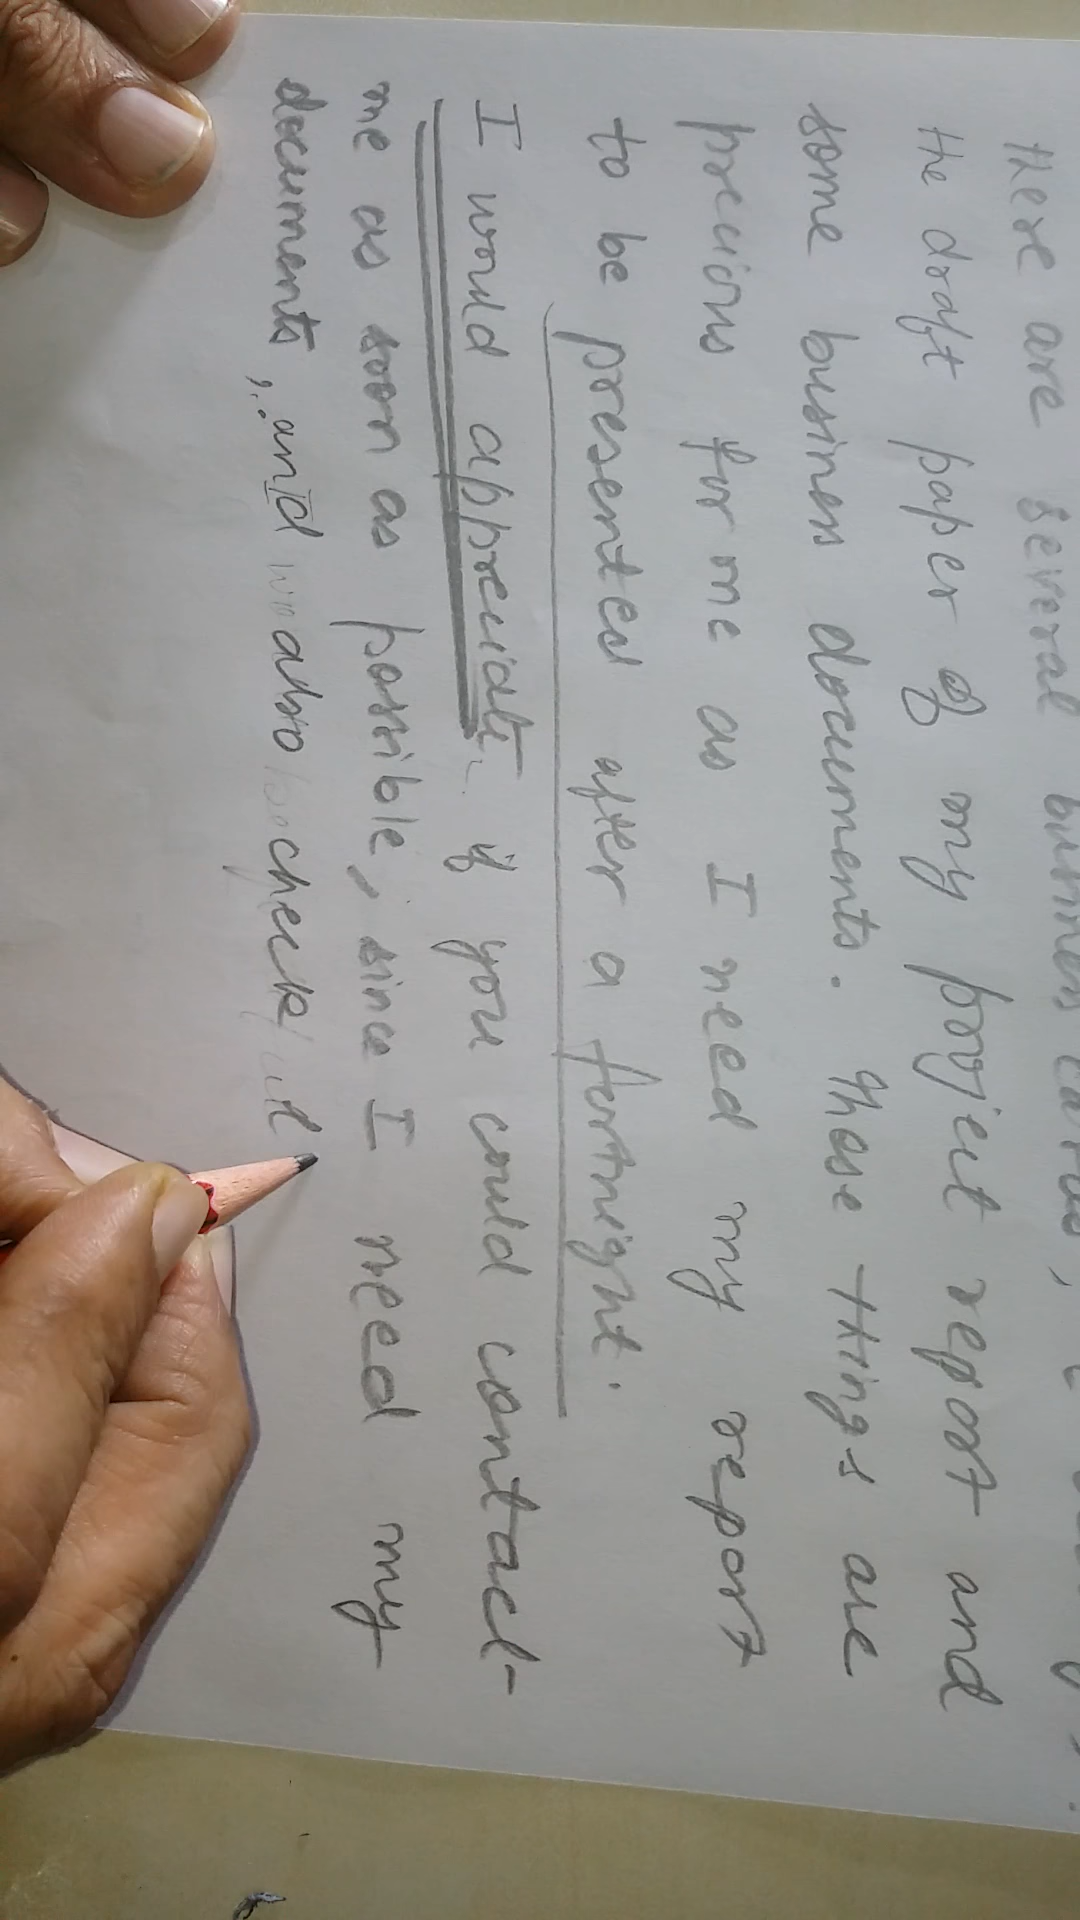 There are several business cards,
the draft paper of my project report and
some business documents. These things are
precious for me as I need my report
to be presented after a fortnight.
I would appreciate if you could contact
me as soon as possible, since I need my
documents, and also check